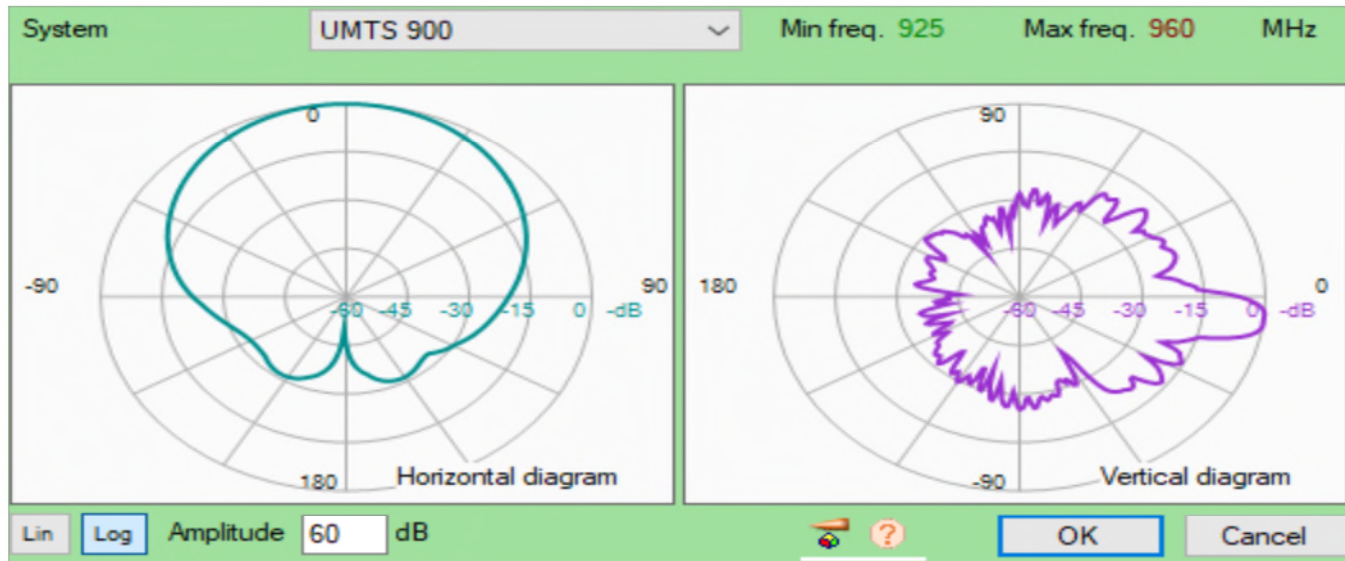 System UMTS 900 Min freq. 925 Max freq. 960 MHz
0
-90 90
-60 -45 -30 -15 0 -dB
180 Horizontal diagram
90
180 0
-60 -45 -30 -15 0 -dB
-90 Vertical diagram
Lin Log Amplitude 60 dB ? OK Cancel